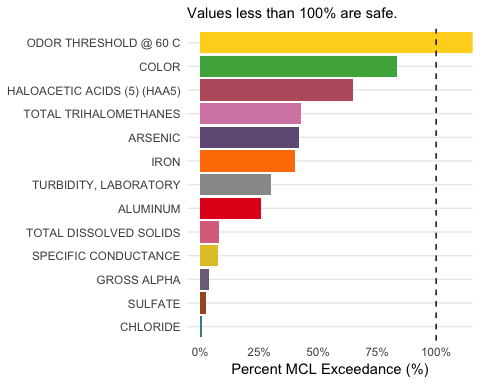 Values less than 100% are safe.
ODOR THRESHOLD @ 60 C
COLOR
HALOACETIC ACIDS (5) (HAA5)
TOTAL TRIHALOMETHANES
ARSENIC
IRON
TURBIDITY, LABORATORY
ALUMINUM
TOTAL DISSOLVED SOLIDS
SPECIFIC CONDUCTANCE
GROSS ALPHA
SULFATE
CHLORIDE
0% 25% 50% 75% 100%
Percent MCL Exceedance (%)